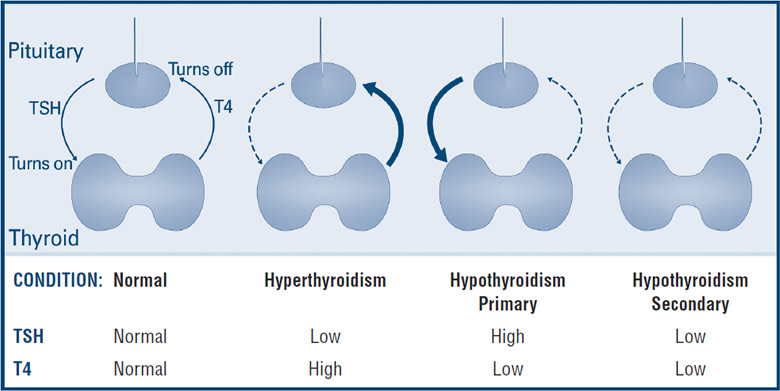 Pituitary
Turns off
TSH
T4
Turns on
Thyroid
CONDITION: Normal Hyperthyroidism Hypothyroidism Primary Hypothyroidism Secondary
TSH Normal Low High Low
T4 Normal High Low Low